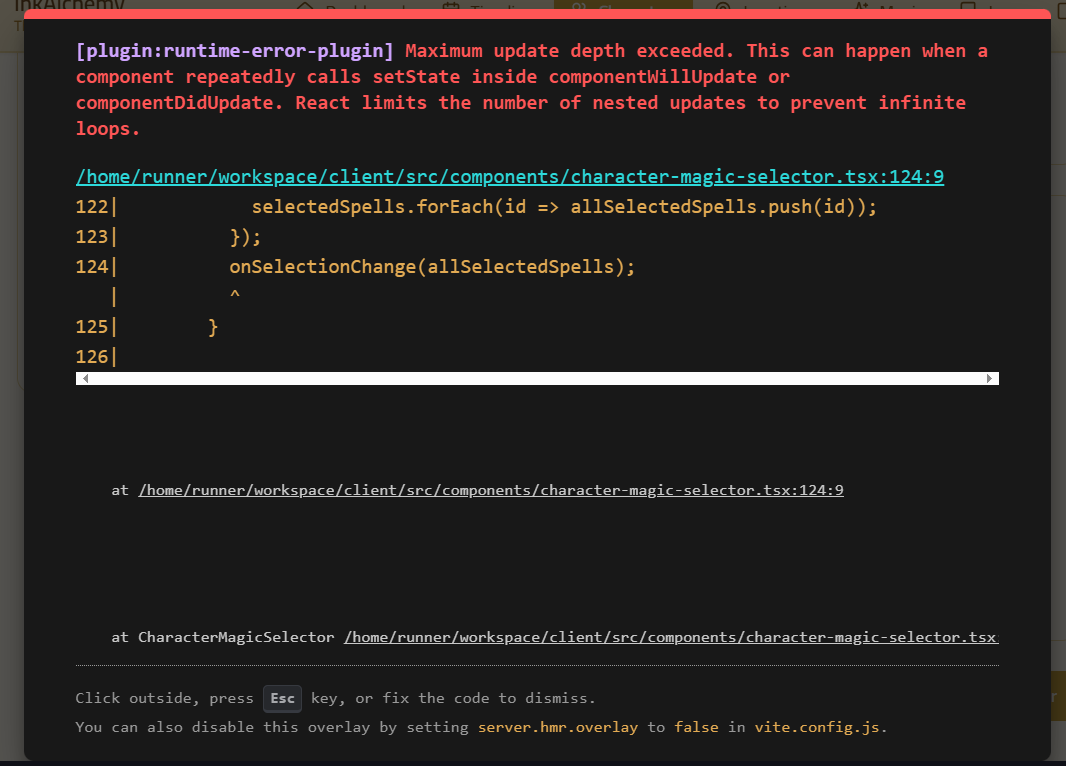 InkAlchemy
[plugin:runtime-error-plugin] Maximum update depth exceeded. This can happen when a
component repeatedly calls setState inside componentWillUpdate or
componentDidUpdate. React limits the number of nested updates to prevent infinite
loops.
/home/runner/workspace/client/src/components/character-magic-selector.tsx:124:9
122|            selectedSpells.forEach(id => allSelectedSpells.push(id));
123|          });
124|          onSelectionChange(allSelectedSpells);
   |          ^
125|        }
126|
at /home/runner/workspace/client/src/components/character-magic-selector.tsx:124:9
at CharacterMagicSelector /home/runner/workspace/client/src/components/character-magic-selector.tsx:
Click outside, press Esc key, or fix the code to dismiss.
You can also disable this overlay by setting server.hmr.overlay to false in vite.config.js.